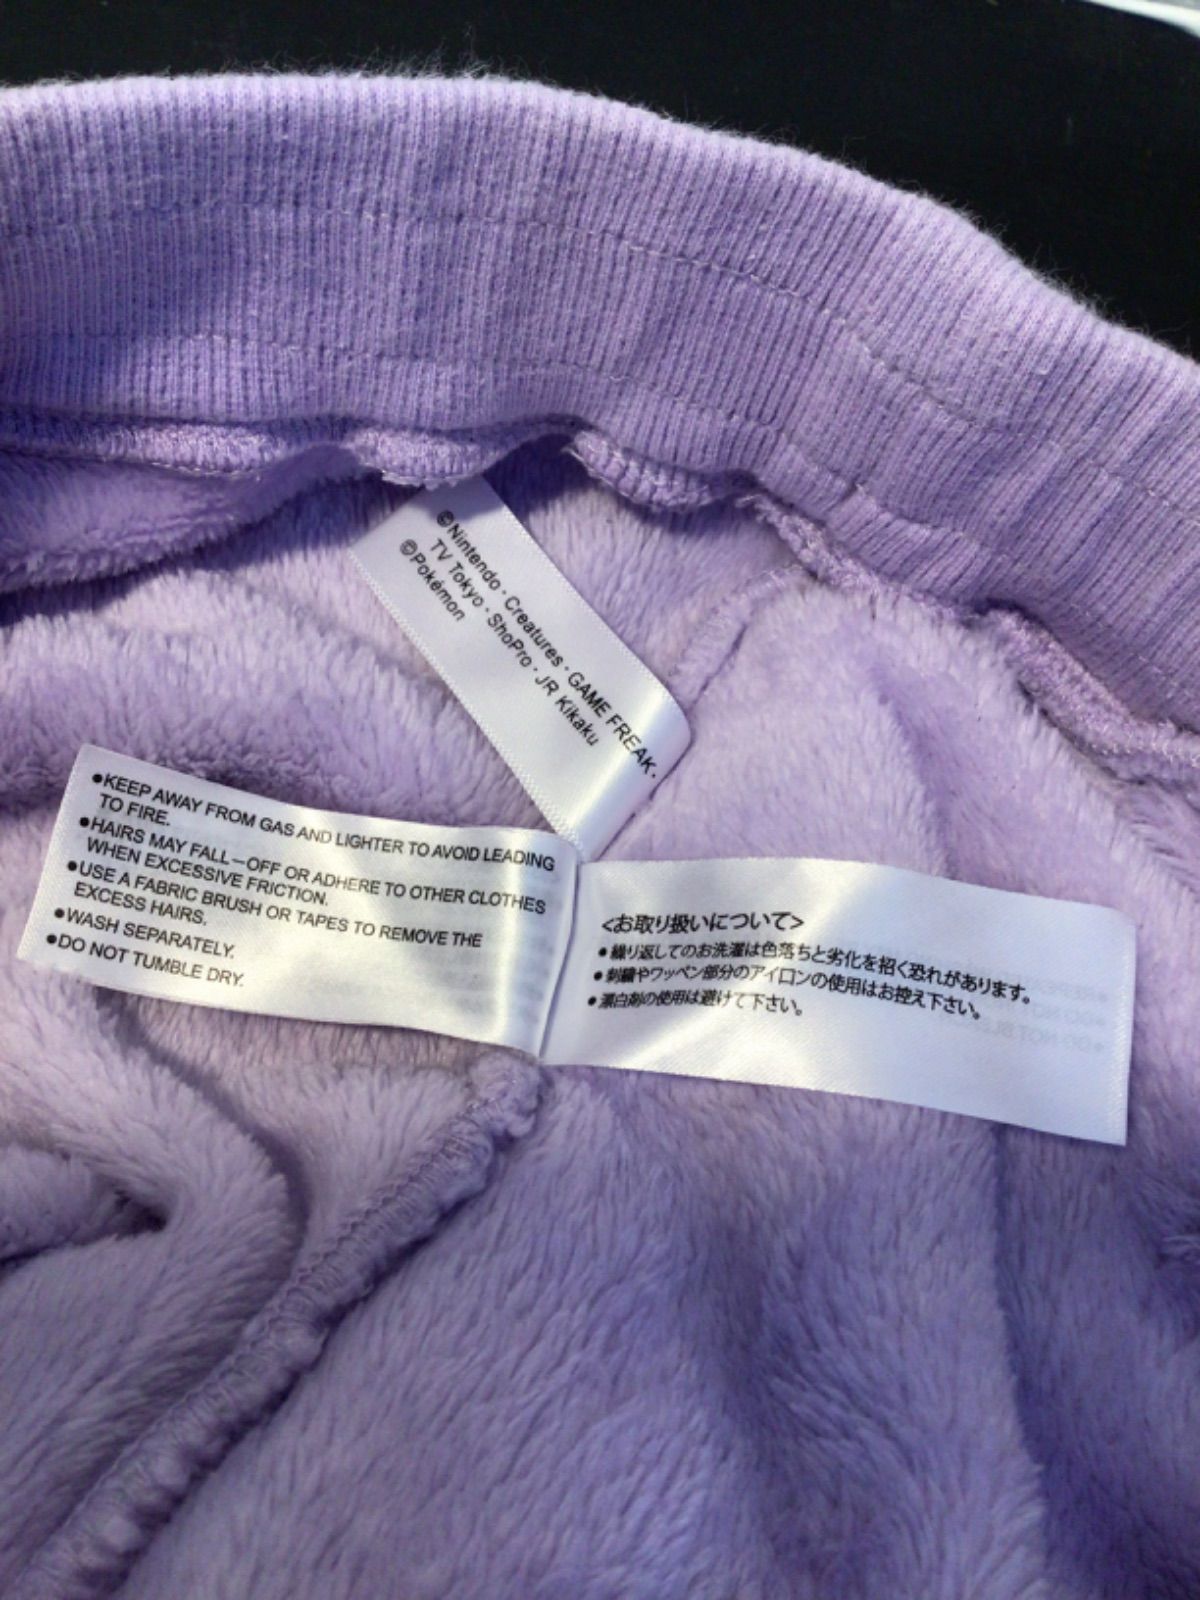 ©Nintendo・Creatures・GAME FREAK・
TV Tokyo・ShoPro・JR Kikaku
©Pokémon
●KEEP AWAY FROM GAS AND LIGHTER TO AVOID LEADING
TO FIRE.
●HAIRS MAY FALL－OFF OR ADHERE TO OTHER CLOTHES
WHEN EXCESSIVE FRICTION.
●USE A FABRIC BRUSH OR TAPES TO REMOVE THE
EXCESS HAIRS.
●WASH SEPARATELY.
●DO NOT TUMBLE DRY.
<お取り扱いについて>
●繰り返してのお洗濯は色落ちと劣化を招く恐れがあります。
●刺繍やワッペン部分のアイロンの使用はお控え下さい。
●漂白剤の使用は避けて下さい。